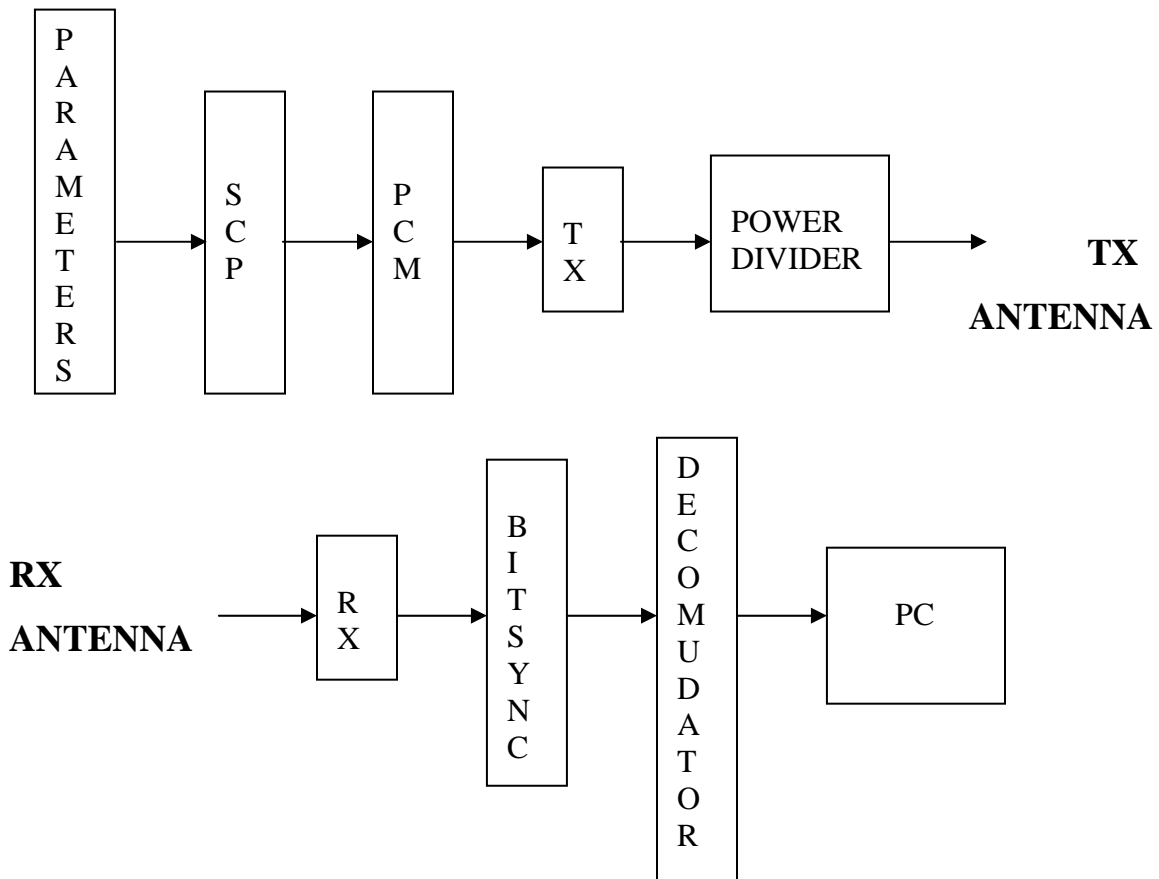 PARAMETERS
SCP
PCM
TX
POWER
DIVIDER
TX
ANTENNA
RX
ANTENNA
RX
BITSYNC
DECOMUDATOR
PC